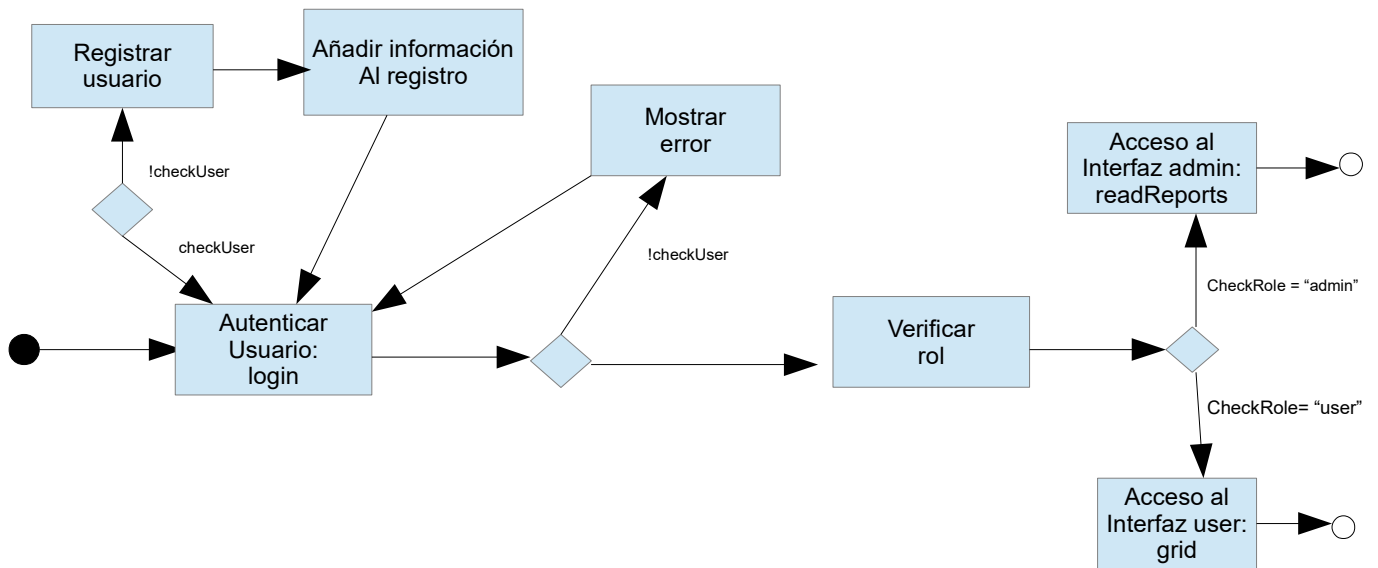 Registrar
usuario
Añadir información
Al registro
Mostrar
error
!checkUser
checkUser
!checkUser
Autenticar
Usuario:
login
Verificar
rol
Acceso al
Interfaz admin:
readReports
CheckRole = “admin”
CheckRole= “user”
Acceso al
Interfaz user:
grid